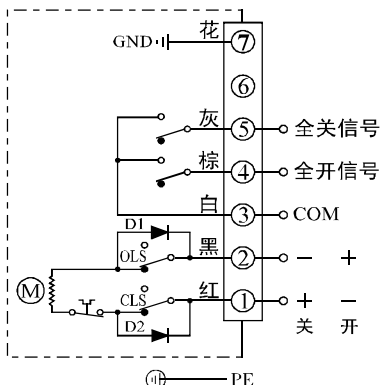 花
GND ⑦
⑥
灰 ⑤ 全关信号
棕 ④ 全开信号
白 ③ COM
D1
OLS 黑 ② − +
M CLS 红 ① + −
D2 关 开
PE